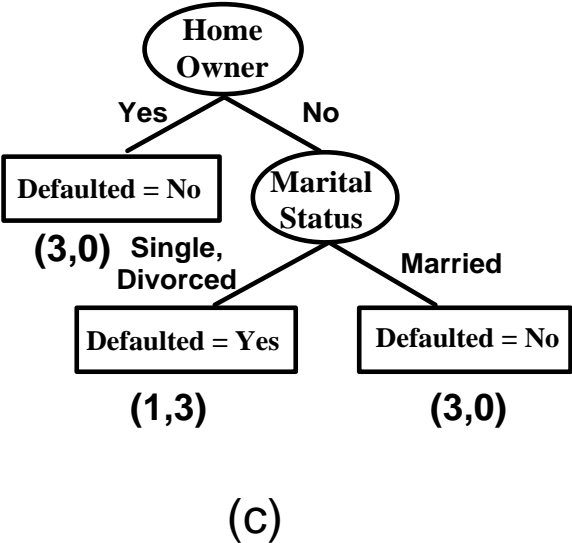 Home
Owner
Yes
No
Defaulted = No
Marital
Status
(3,0)
Single,
Divorced
Married
Defaulted = Yes
Defaulted = No
(1,3)
(3,0)
(c)